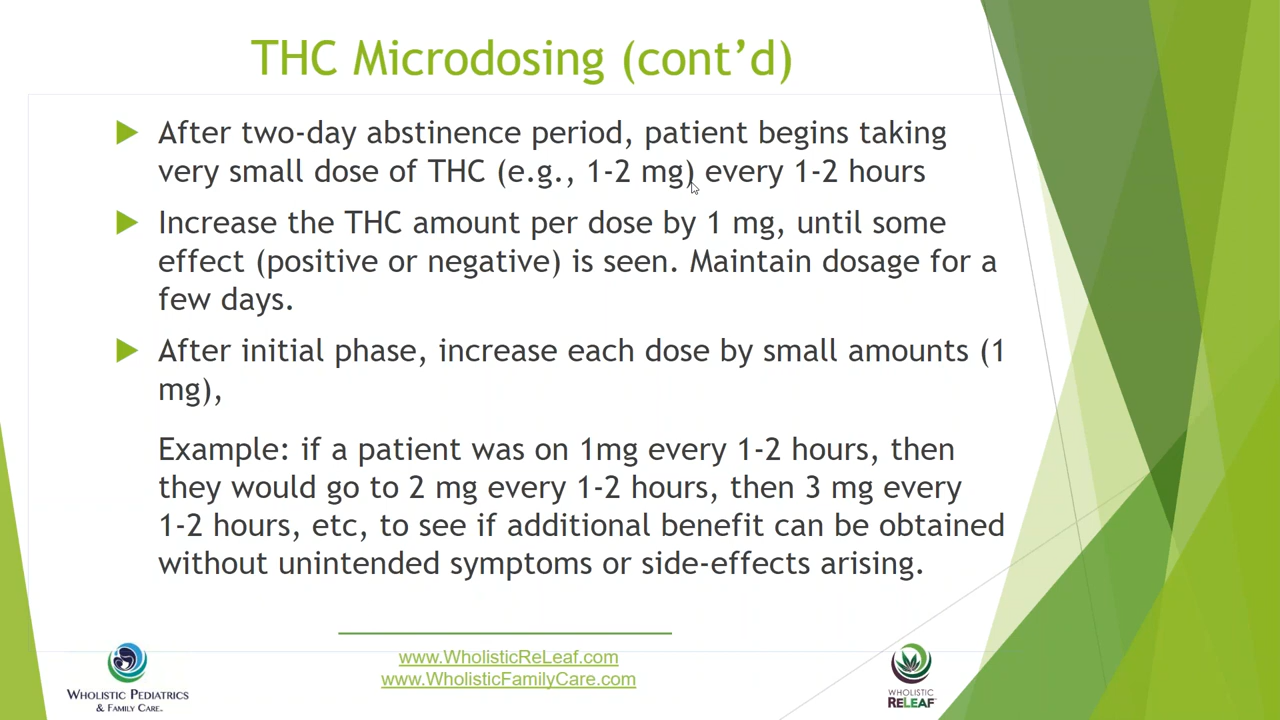 THC Microdosing (cont’d)
After two-day abstinence period, patient begins taking
very small dose of THC (e.g., 1-2 mg) every 1-2 hours
Increase the THC amount per dose by 1 mg, until some
effect (positive or negative) is seen. Maintain dosage for a
few days.
After initial phase, increase each dose by small amounts (1
mg),
Example: if a patient was on 1mg every 1-2 hours, then
they would go to 2 mg every 1-2 hours, then 3 mg every
1-2 hours, etc, to see if additional benefit can be obtained
without unintended symptoms or side-effects arising.
www.WholisticReLeaf.com
www.WholisticFamilyCare.com
WHOLISTIC PEDIATRICS
& FAMILY CARE.
WHOLISTIC
RELEAF